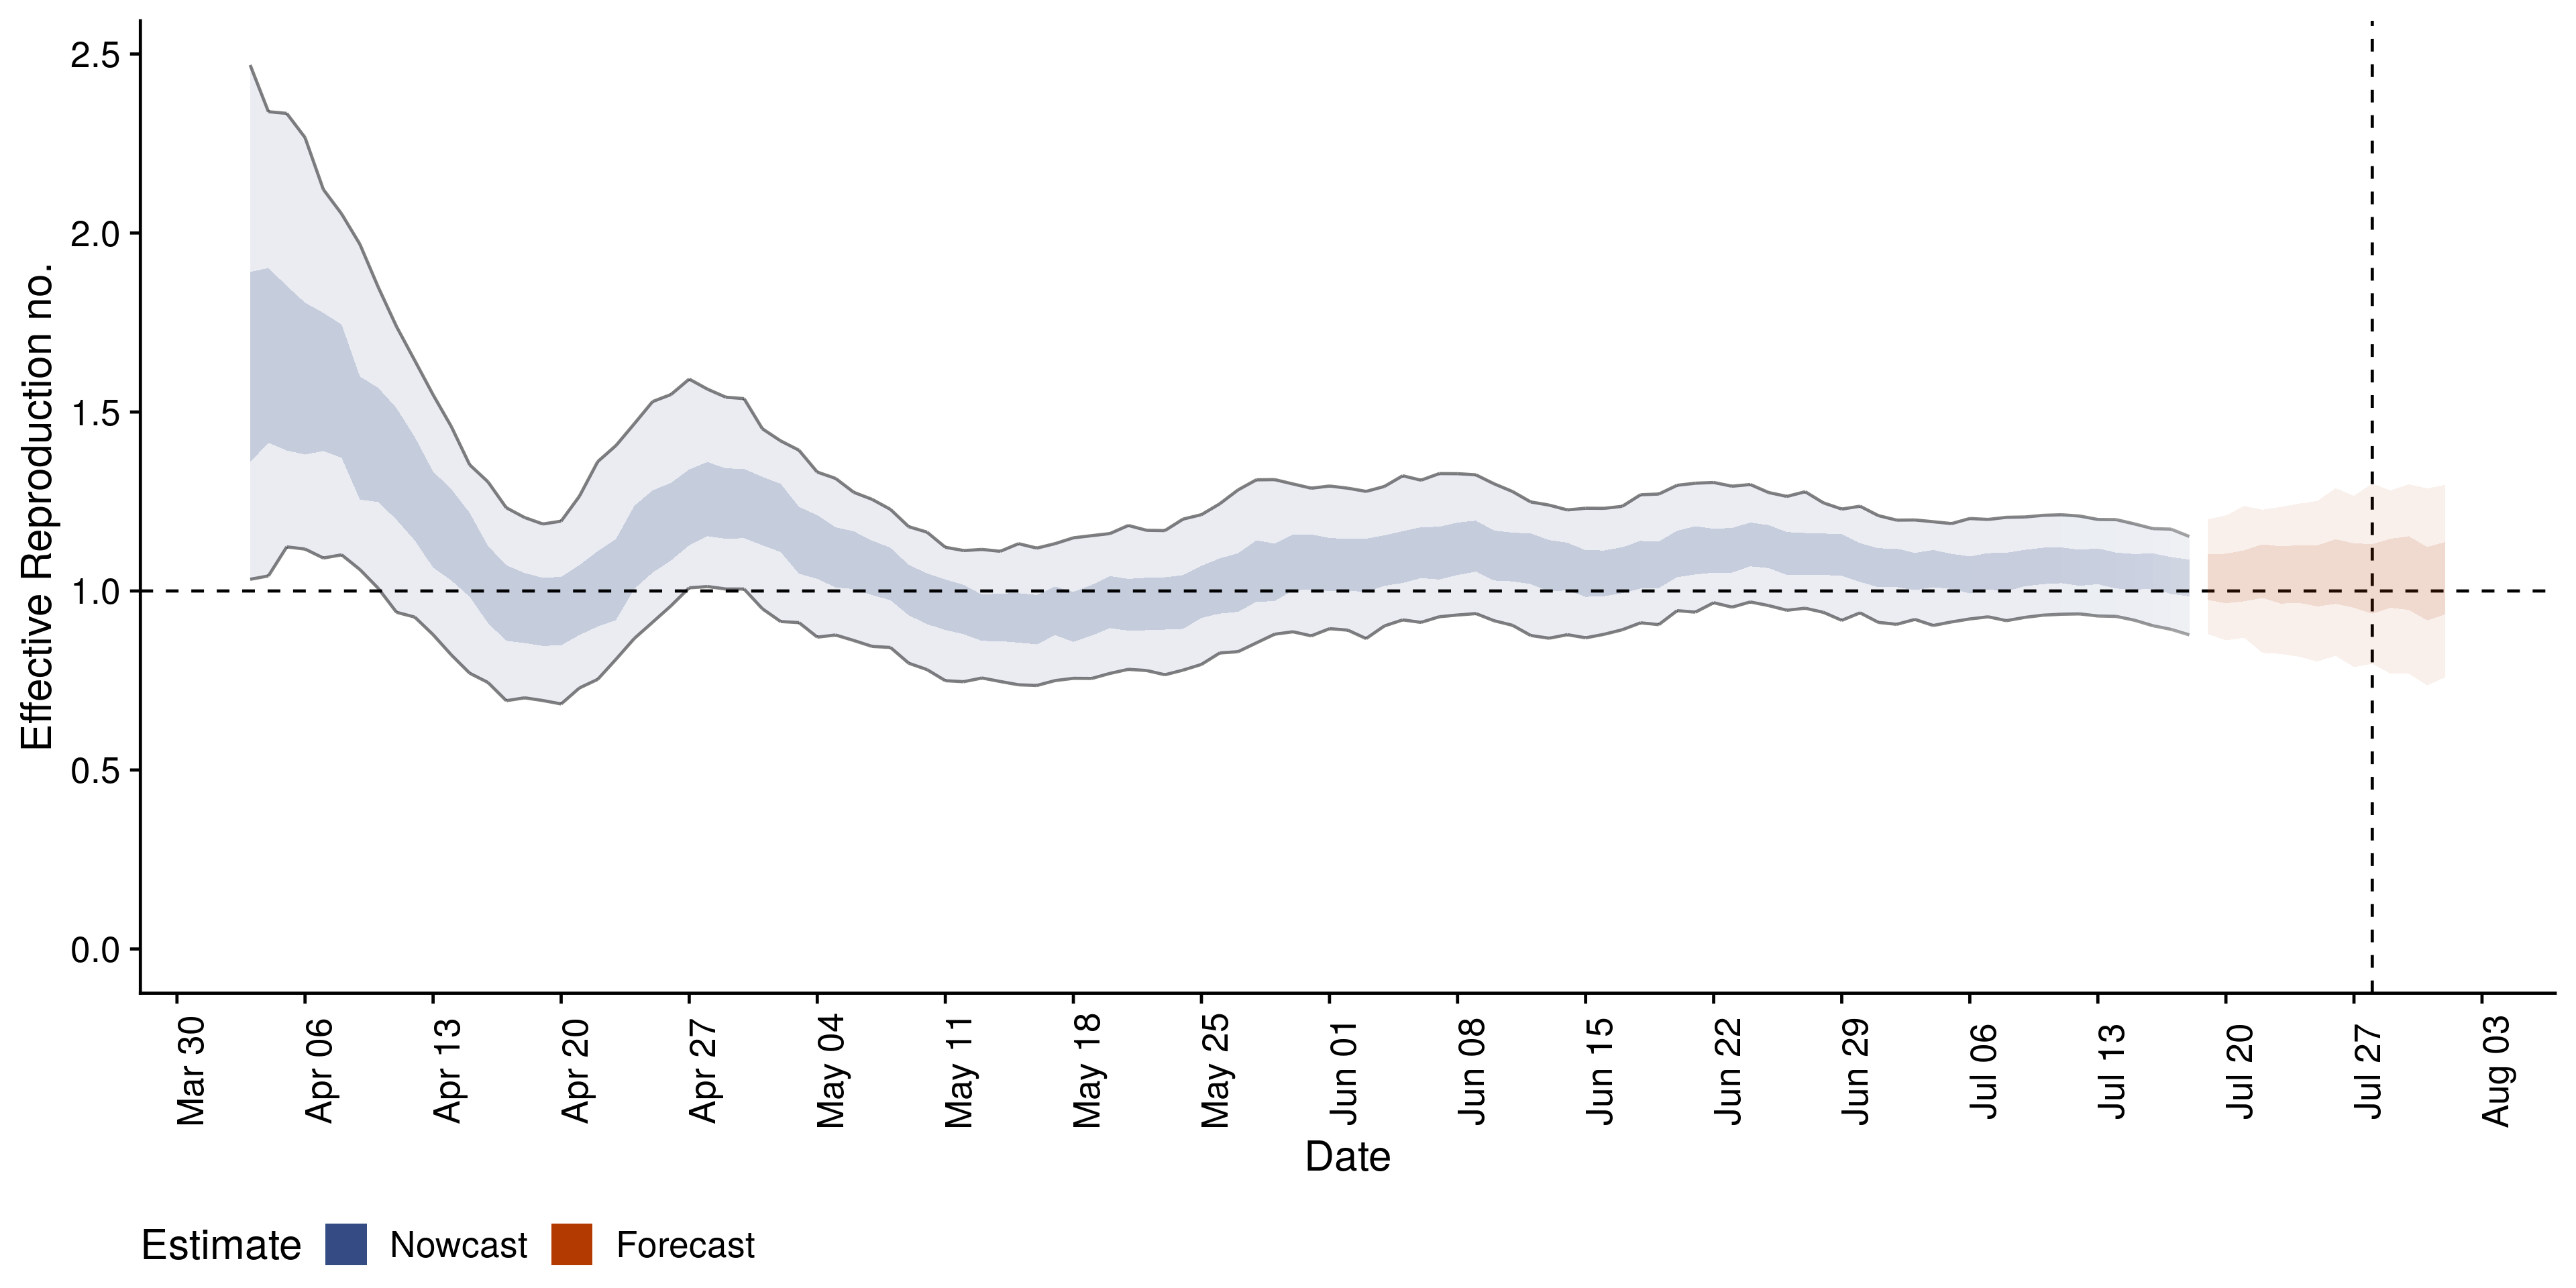 Effective Reproduction no.
2.5
2.0
1.5
1.0
0.5
0.0
Mar 30
Apr 06
Apr 13
Apr 20
Apr 27
May 04
May 11
May 18
May 25
Jun 01
Jun 08
Jun 15
Jun 22
Jun 29
Jul 06
Jul 13
Jul 20
Jul 27
Aug 03
Date
Estimate Nowcast Forecast